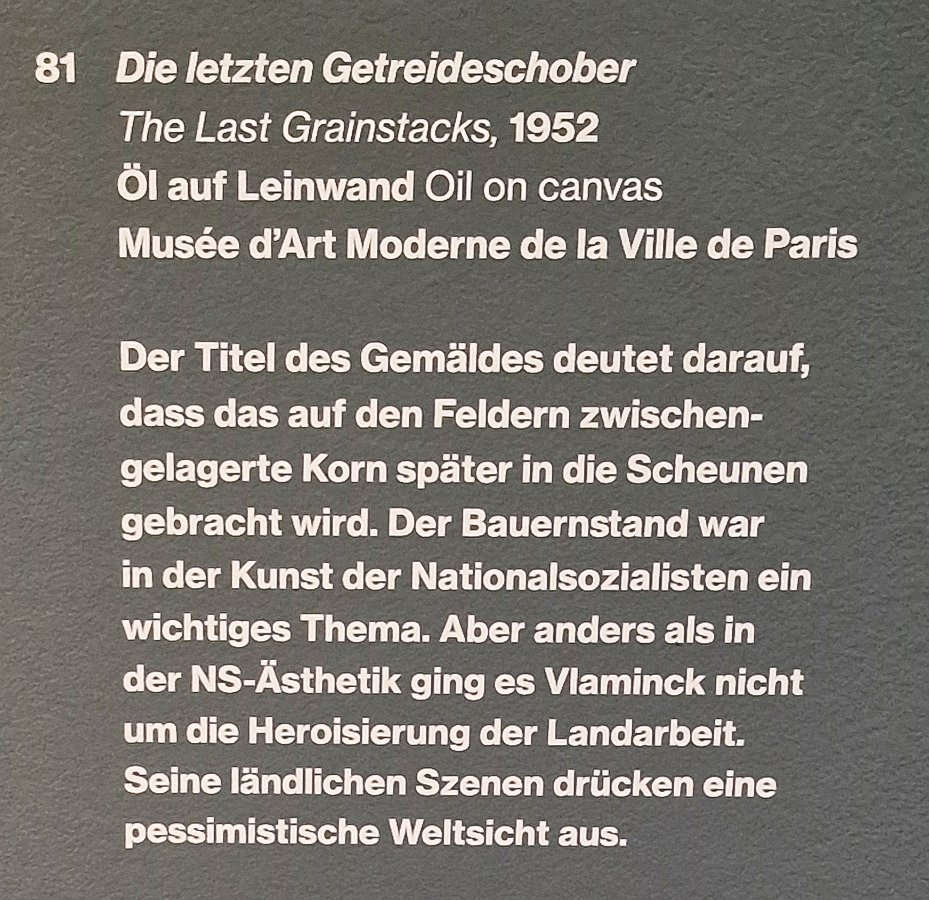 81 Die letzten Getreideschober
The Last Grainstacks, 1952
Öl auf Leinwand Oil on canvas
Musée d’Art Moderne de la Ville de Paris
Der Titel des Gemäldes deutet darauf,
dass das auf den Feldern zwischen-
gelagerte Korn später in die Scheunen
gebracht wird. Der Bauernstand war
in der Kunst der Nationalsozialisten ein
wichtiges Thema. Aber anders als in
der NS-Ästhetik ging es Vlaminck nicht
um die Heroisierung der Landarbeit.
Seine ländlichen Szenen drücken eine
pessimistische Weltsicht aus.